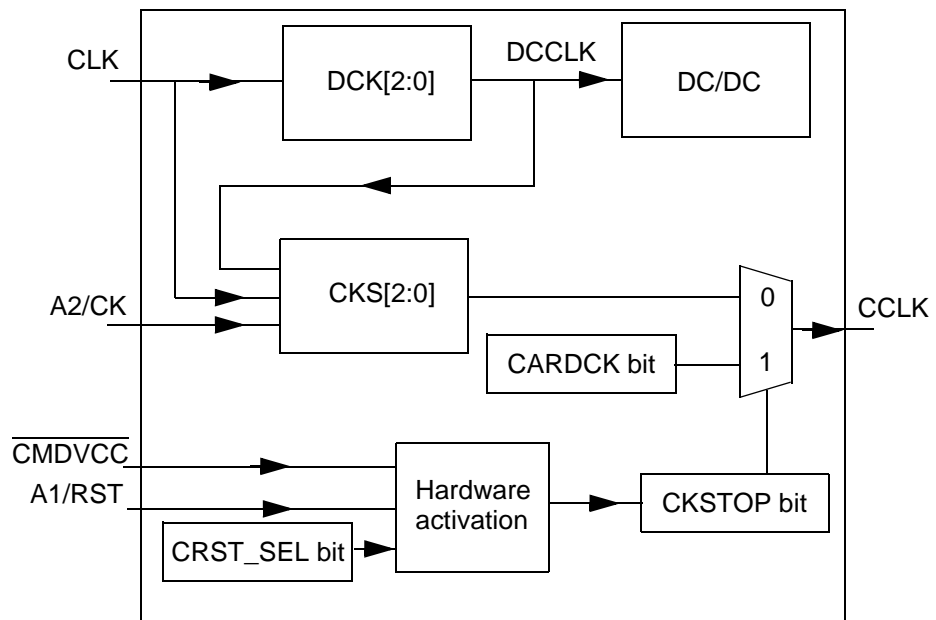 CLK
DCK[2:0]
DCCLK
DC/DC
A2/CK
CKS[2:0]
0
1
CCLK
CARDCK bit
CMDVCC
A1/RST
Hardware
activation
CKSTOP bit
CRST_SEL bit